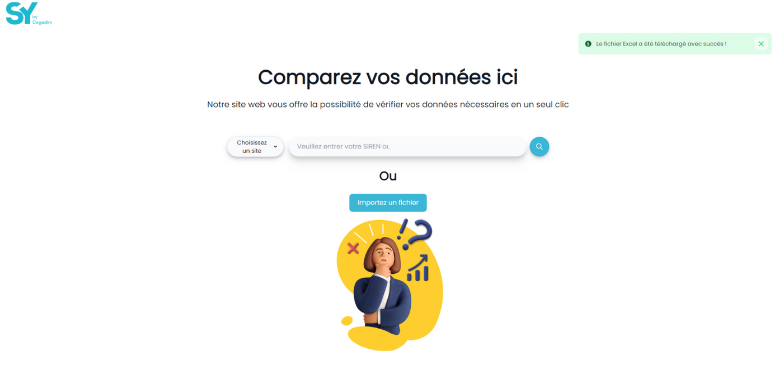 SY by Cegedim
Le fichier Excel a été téléchargé avec succès !
Comparez vos données ici
Notre site web vous offre la possibilité de vérifier vos données nécessaires en un seul clic
Choisissez
un site
Veuillez entrer votre SIREN ou
Ou
Importez un fichier
!?